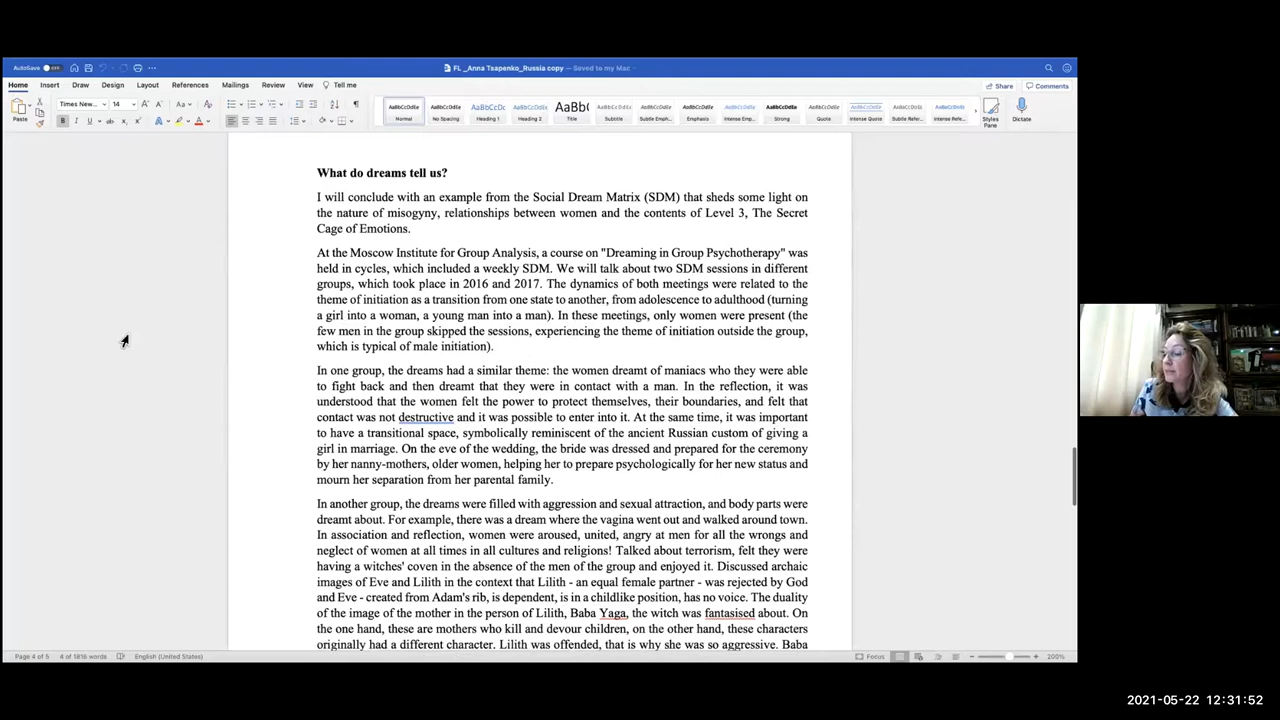 AutoSave OFF
FL _Anna Tsapenko_Russia copy — Saved to my Mac
Home Insert Draw Design Layout References Mailings Review View Tell me
Share Comments
Paste
Times New... 14
AaBbCcDdEe AaBbCcDdEe AaBbCcDc AaBbCcDdEe AaBb( AaBbCcDdEe AaBbCcDdEe AaBbCcDdEe AaBbCcDdEe AaBbCcDdEe AaBbCcDdEe AaBbCcDdEe AaBbCcDdEe AaBbCcDdEe
Normal No Spacing Heading 1 Heading 2 Title Subtitle Subtle Emph... Emphasis Intense Emp... Strong Quote Intense Quote Subtle Refer... Intense Refe...
Styles Pane
Dictate
What do dreams tell us?
I will conclude with an example from the Social Dream Matrix (SDM) that sheds some light on
the nature of misogyny, relationships between women and the contents of Level 3, The Secret
Cage of Emotions.
At the Moscow Institute for Group Analysis, a course on "Dreaming in Group Psychotherapy" was
held in cycles, which included a weekly SDM. We will talk about two SDM sessions in different
groups, which took place in 2016 and 2017. The dynamics of both meetings were related to the
theme of initiation as a transition from one state to another, from adolescence to adulthood (turning
a girl into a woman, a young man into a man). In these meetings, only women were present (the
few men in the group skipped the sessions, experiencing the theme of initiation outside the group,
which is typical of male initiation).
In one group, the dreams had a similar theme: the women dreamt of maniacs who they were able
to fight back and then dreamt that they were in contact with a man. In the reflection, it was
understood that the women felt the power to protect themselves, their boundaries, and felt that
contact was not destructive and it was possible to enter into it. At the same time, it was important
to have a transitional space, symbolically reminiscent of the ancient Russian custom of giving a
girl in marriage. On the eve of the wedding, the bride was dressed and prepared for the ceremony
by her nanny-mothers, older women, helping her to prepare psychologically for her new status and
mourn her separation from her parental family.
In another group, the dreams were filled with aggression and sexual attraction, and body parts were
dreamt about. For example, there was a dream where the vagina went out and walked around town.
In association and reflection, women were aroused, united, angry at men for all the wrongs and
neglect of women at all times in all cultures and religions! Talked about terrorism, felt they were
having a witches' coven in the absence of the men of the group and enjoyed it. Discussed archaic
images of Eve and Lilith in the context that Lilith - an equal female partner - was rejected by God
and Eve - created from Adam's rib, is dependent, is in a childlike position, has no voice. The duality
of the image of the mother in the person of Lilith, Baba Yaga, the witch was fantasised about. On
the one hand, these are mothers who kill and devour children, on the other hand, these characters
originally had a different character. Lilith was offended, that is why she was so aggressive. Baba
Page 4 of 5 4 of 1816 words English (United States) Focus 200%
2021-05-22 12:31:52